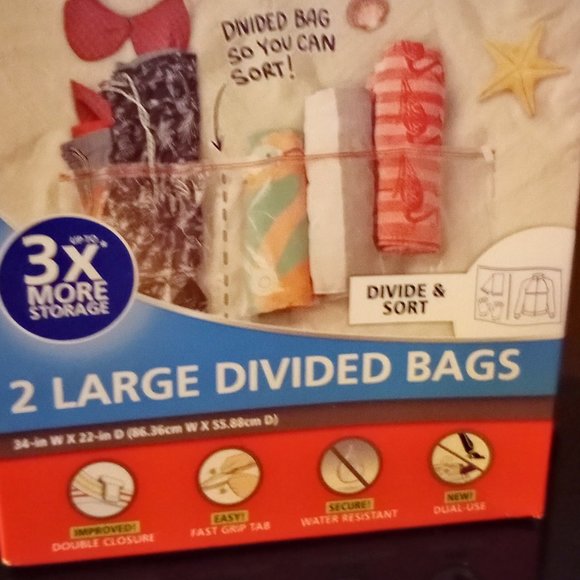 DIVIDED BAG
SO YOU CAN
SORT!
UP TO
3X*
MORE
STORAGE
DIVIDE &
SORT
2 LARGE DIVIDED BAGS
34-in W X 22-in D (86.36cm W X 55.88cm D)
IMPROVED!
DOUBLE CLOSURE
EASY!
FAST GRIP TAB
SECURE!
WATER RESISTANT
NEW!
DUAL-USE